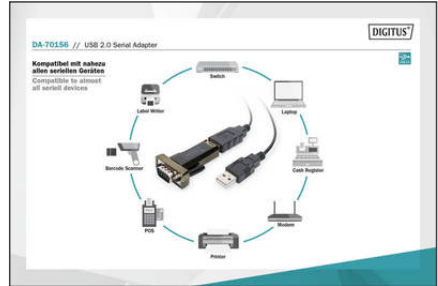 DIGITUS®
DA-70156 // USB 2.0 Serial Adapter
Kompatibel mit nahezu
allen seriellen Geräten
Compatible to almost
all seriell devices
Switch
Label Writer
Laptop
Barcode Scanner
Cash Register
POS
Modem
Printer